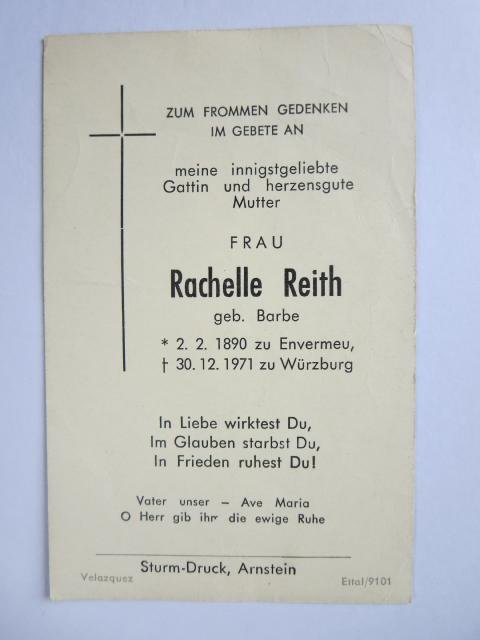 ZUM FROMMEN GEDENKEN
IM GEBETE AN
meine innigstgeliebte
Gattin und herzensgute
Mutter
FRAU
Rachelle Reith
geb. Barbe
* 2. 2. 1890 zu Envermeu,
† 30. 12. 1971 zu Würzburg
In Liebe wirktest Du,
Im Glauben starbst Du,
In Frieden ruhest Du!
Vater unser – Ave Maria
O Herr gib ihr die ewige Ruhe
Sturm-Druck, Arnstein
Velazquez
Ettal/9101